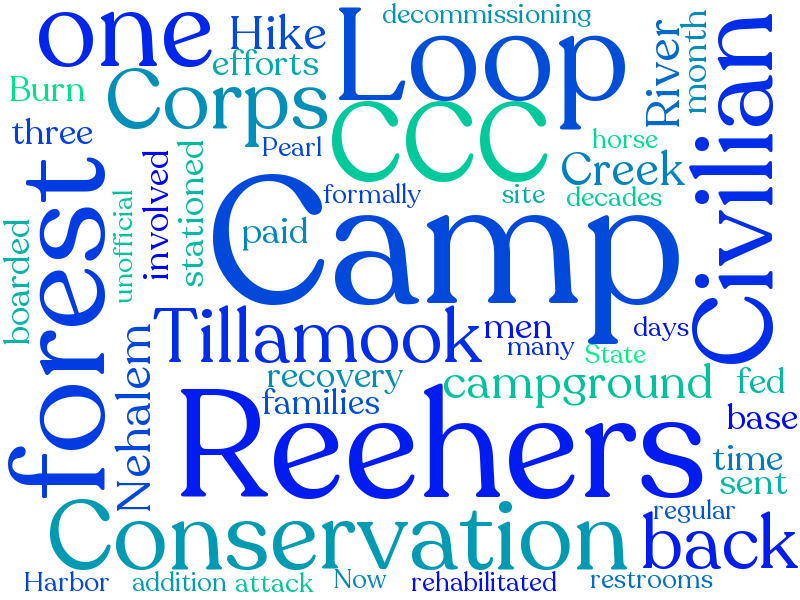 decommissioning
one
Hike
Loop
River
month
Civilian
efforts
Burn
Corps
CCC
three
horse
Pearl
Creek
forest
involved
stationed
formally
site
decades
unofficial
Camp
paid
boarded
Tillamook
men
days
many
State
Nehalem
recovery
campground
fed
families
Reehers
base
time
sent
Conservation
regular
back
Harbor
addition
attack
Now
rehabilitated
restrooms